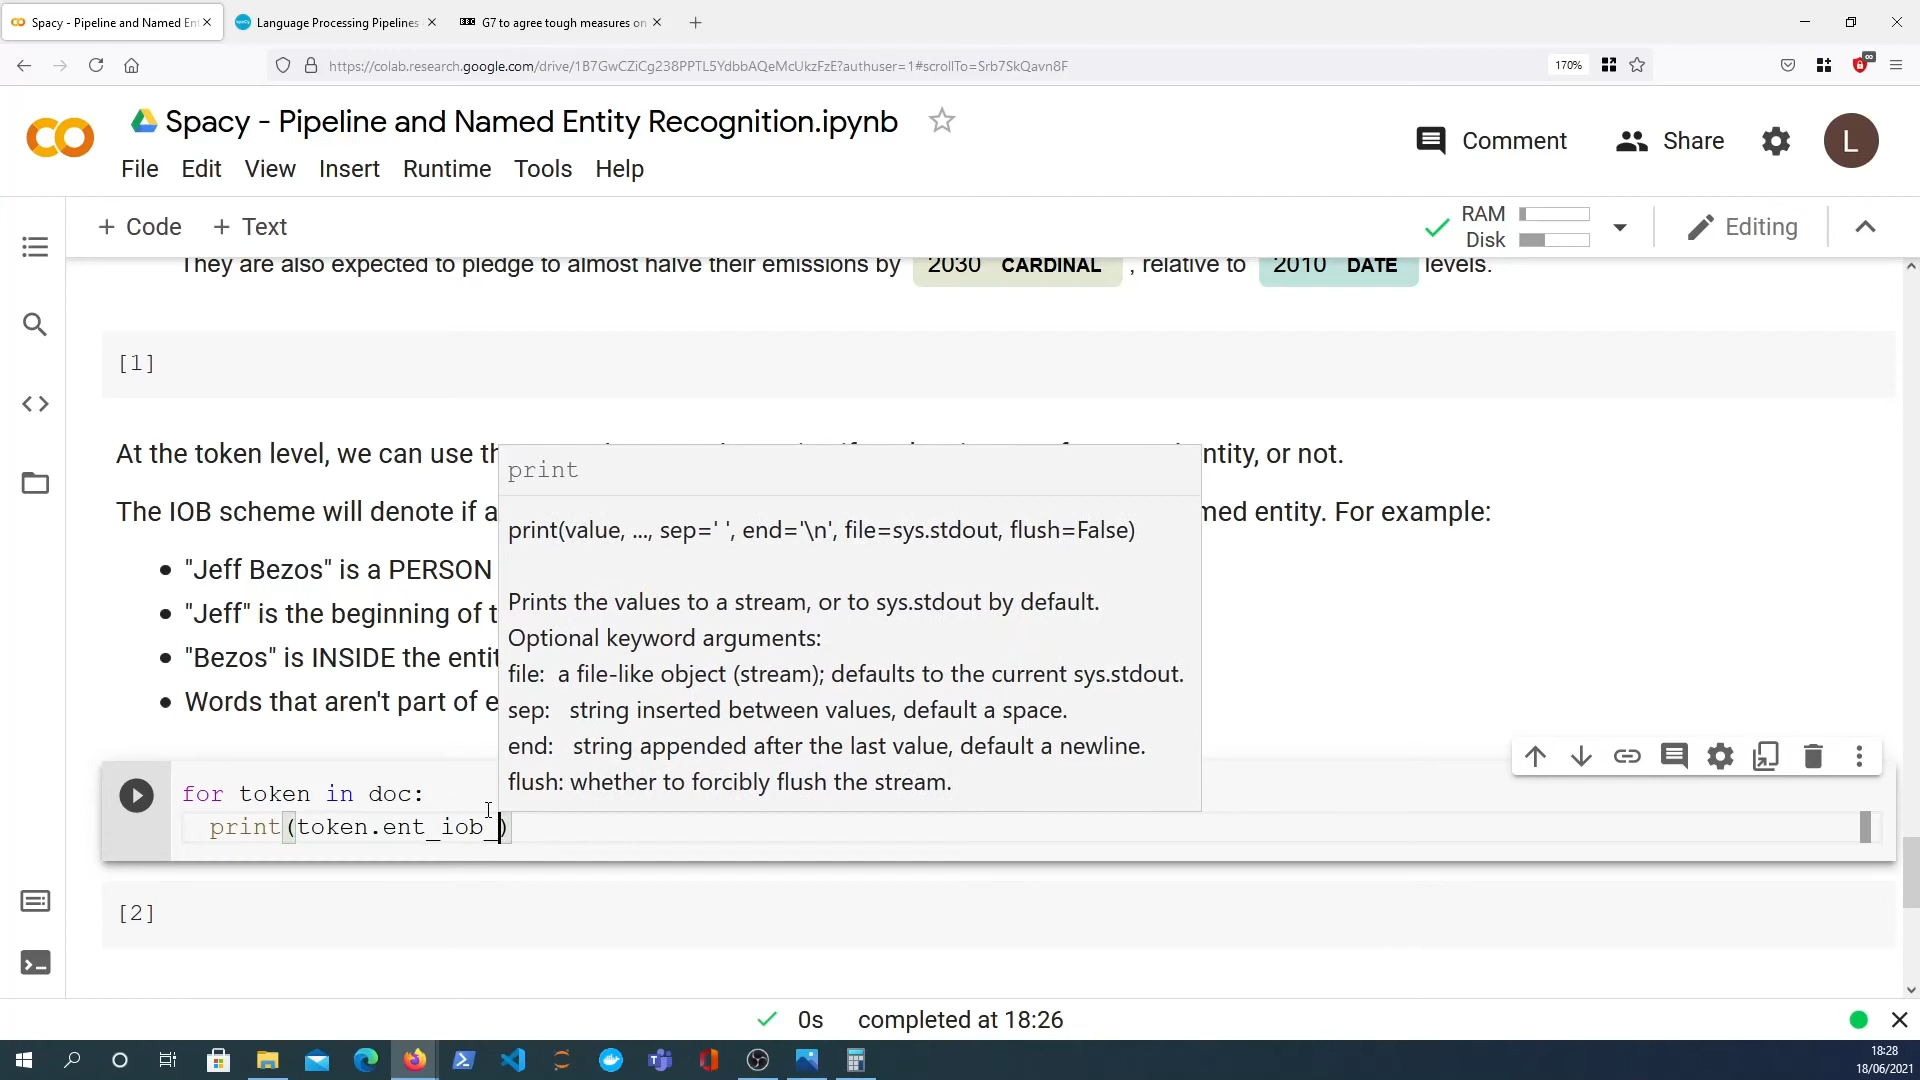 Spacy - Pipeline and Named En
Language Processing Pipelines
BBC G7 to agree tough measures on
https://colab.research.google.com/drive/1B7GwCZiCg238PPTL5YdbbAQeMcUkzFzE?authuser=1#scrollTo=Srb7SkQavn8F
170%
Spacy - Pipeline and Named Entity Recognition.ipynb
Comment
Share
L
File Edit View Insert Runtime Tools Help
+ Code + Text
RAM
Disk
Editing
They are also expected to pledge to almost halve their emissions by 2030 CARDINAL , relative to 2010 DATE levels.
[1]
At the token level, we can use th ntity, or not.
The IOB scheme will denote if a med entity. For example:
"Jeff Bezos" is a PERSON
"Jeff" is the beginning of t
"Bezos" is INSIDE the entit
Words that aren't part of e
print
print(value, ..., sep=' ', end='\n', file=sys.stdout, flush=False)
Prints the values to a stream, or to sys.stdout by default.
Optional keyword arguments:
file: a file-like object (stream); defaults to the current sys.stdout.
sep: string inserted between values, default a space.
end: string appended after the last value, default a newline.
flush: whether to forcibly flush the stream.
for token in doc:
print(token.ent_iob_)
[2]
0s completed at 18:26
18:28
18/06/2021